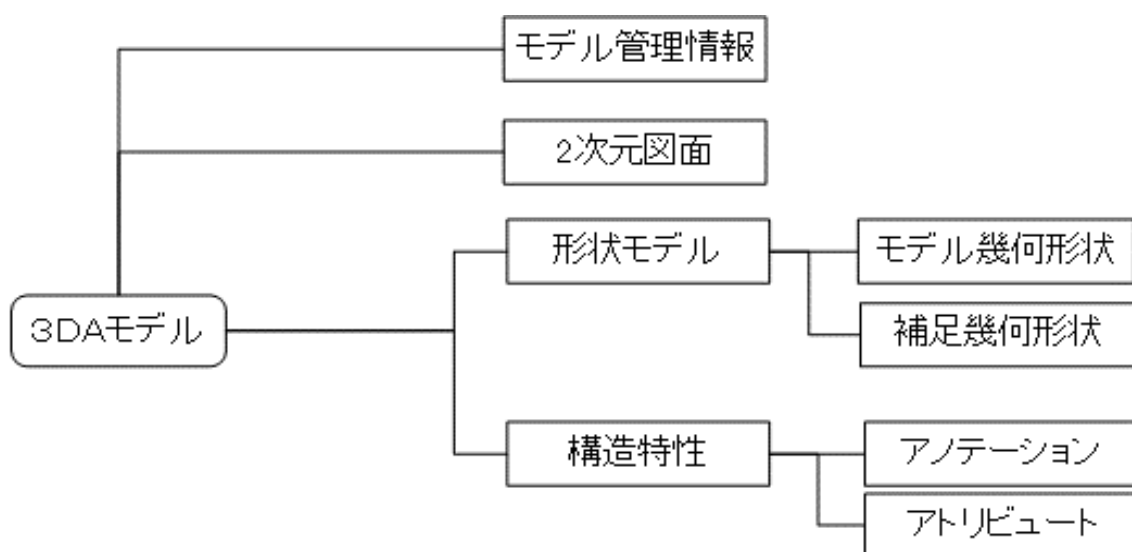 モデル管理情報
2次元図面
形状モデル
モデル幾何形状
補足幾何形状
3DAモデル
構造特性
アノテーション
アトリビュート